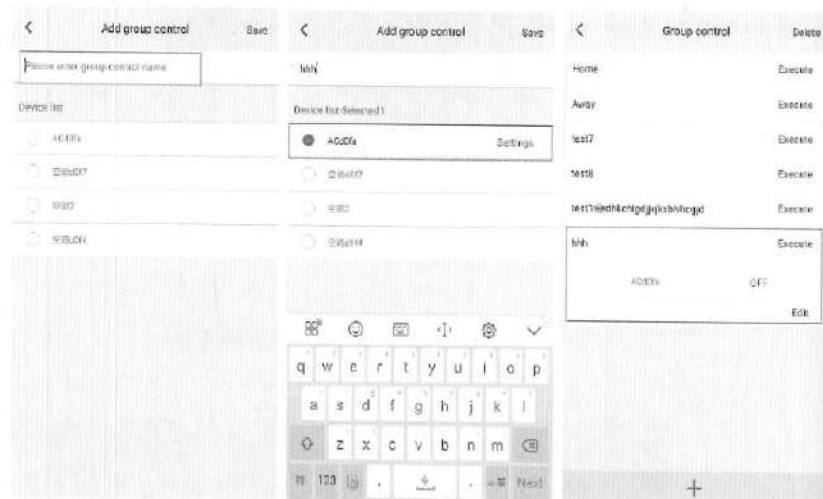 Add group control Save
Please enter group control name
Device list
Add group control Save
hhh
Device list-Selected 1
ACd0fa Settings
Group control Delete
Home Execute
Away Execute
test7 Execute
test8 Execute
Execute
hhh Execute
ACd0fa OFF
Edit
q w e r t y u i o p
a s d f g h j k l
z x c v b n m
123 Next